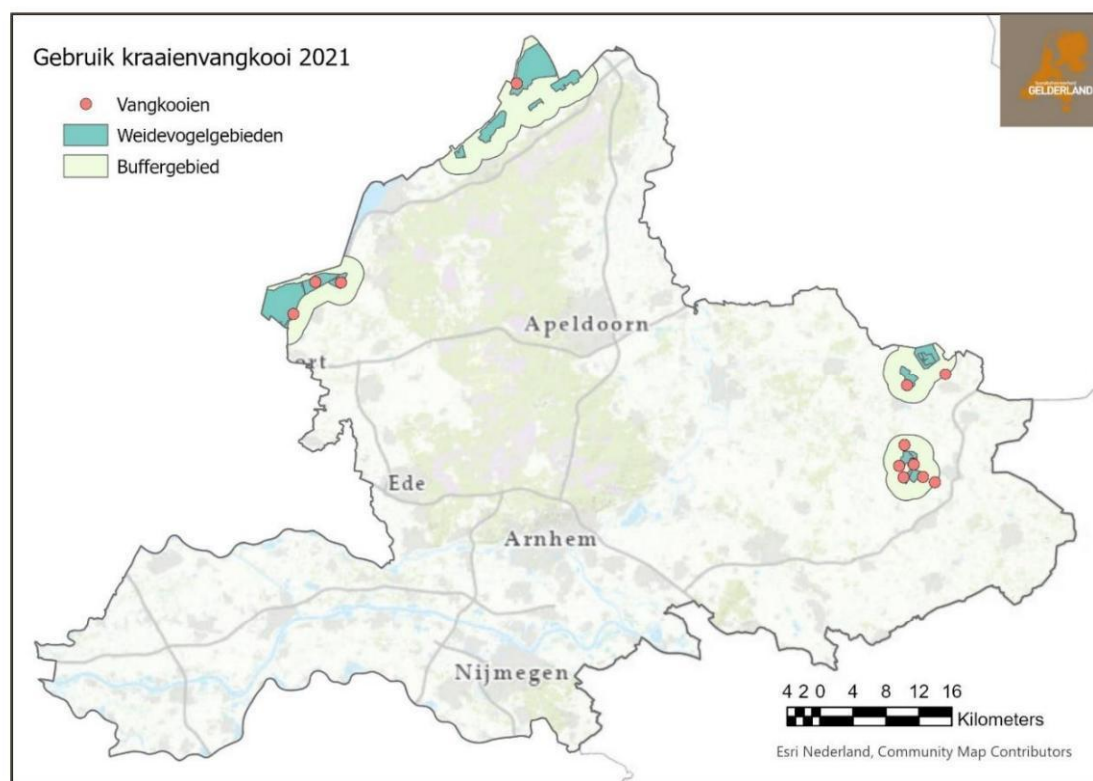 Gebruik kraaienvangkooi 2021
Vangkooien
Weidevogelgebieden
Buffergebied
GELDERLAND
Apeldoorn
ort
Ede
Arnhem
Nijmegen
4 2 0 4 8 12 16
Kilometers
Esri Nederland, Community Map Contributors